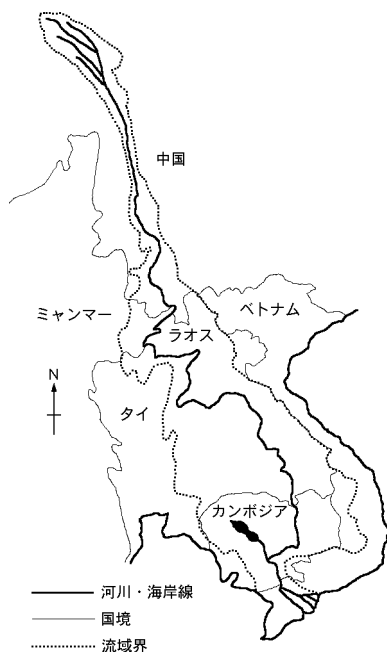 中国
ミャンマー
ベトナム
ラオス
N
タイ
カンボジア
河川・海岸線
国境
流域界